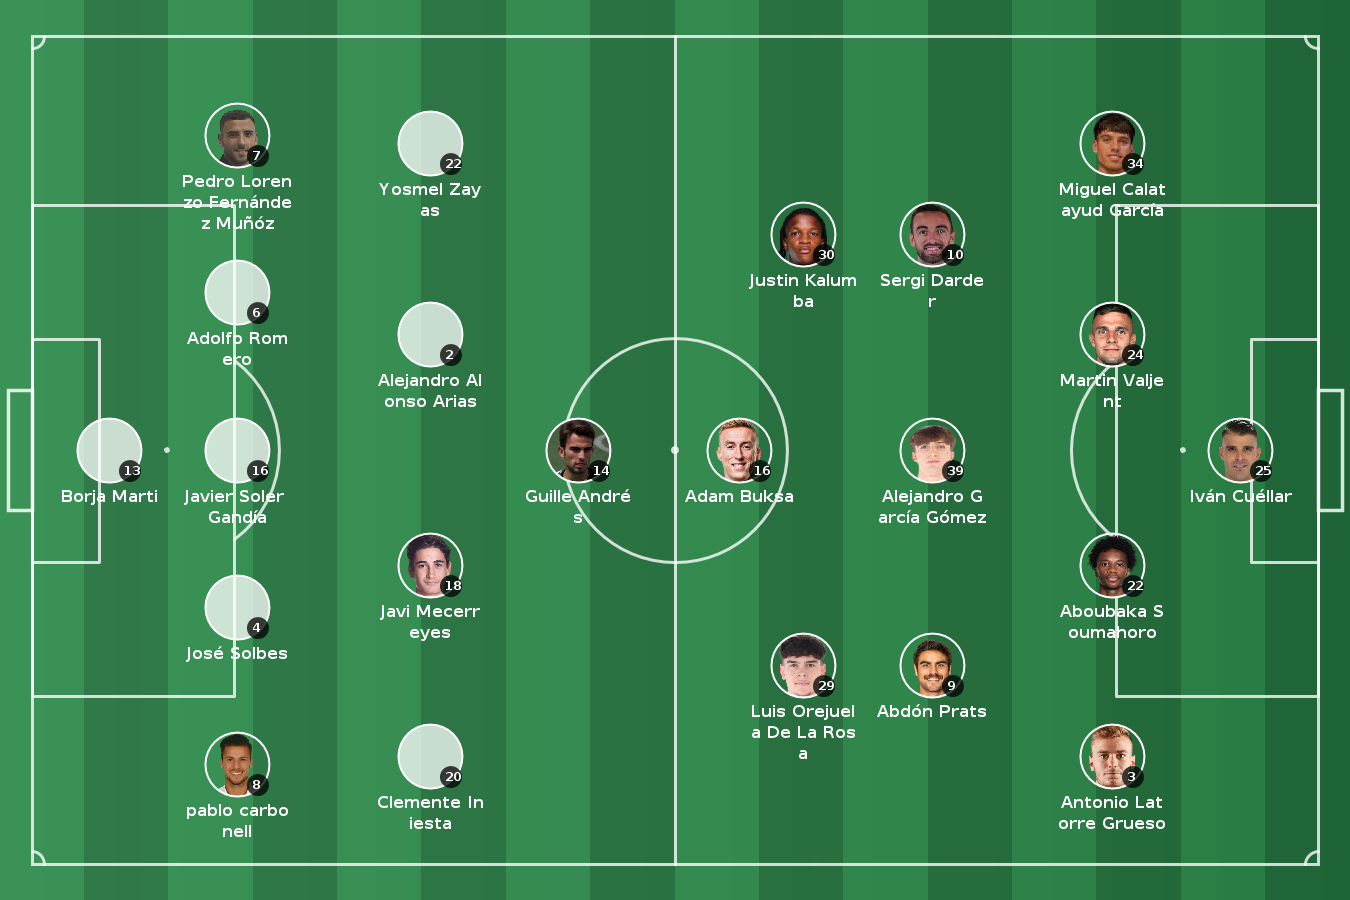 7
Pedro Loren
zo Fernánde
z Muñóz
6
Adolfo Rom
ero
13
Borja Marti
16
Javier Soler
Gandía
4
José Solbes
8
pablo carbo
nell
22
Yosmel Zay
as
2
Alejandro Al
onso Arias
18
Javi Mecerr
eyes
20
Clemente In
iesta
14
Guille André
s
16
Adam Buksa
30
Justin Kalum
ba
29
Luis Orejuel
a De La Ros
a
10
Sergi Darde
r
39
Alejandro G
arcía Gómez
9
Abdón Prats
34
Miguel Calat
ayud García
24
Martin Valje
nt
22
Aboubaka S
oumahoro
3
Antonio Lat
orre Grueso
25
Iván Cuéllar